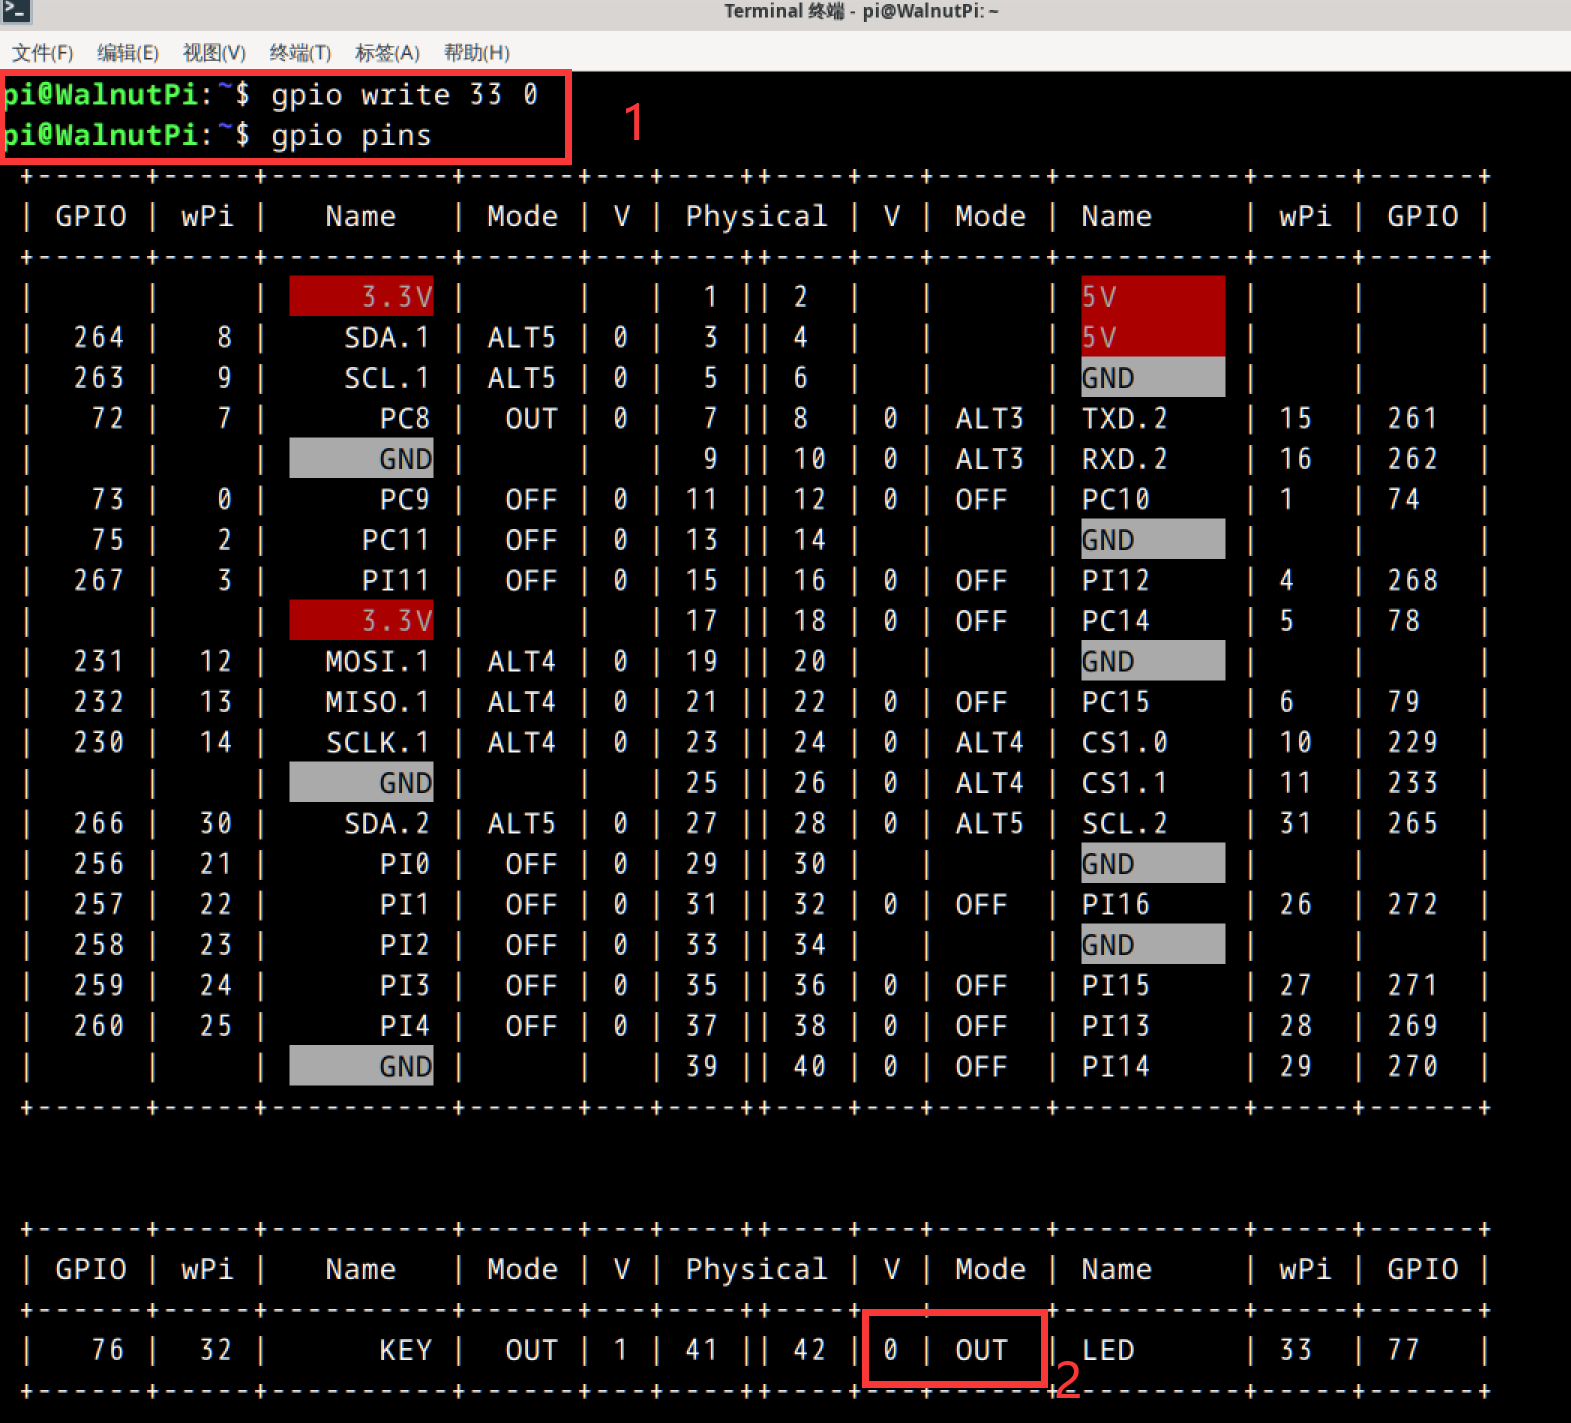 Terminal 终端 - pi@WalnutPi: ~
文件(F) 编辑(E) 视图(V) 终端(T) 标签(A) 帮助(H)
pi@WalnutPi:~$ gpio write 33 0
1
pi@WalnutPi:~$ gpio pins
+------+-----+----------+------+---+----++----+---+------+----------+-----+------+
| GPIO | wPi |   Name   | Mode | V | Physical | V | Mode | Name     | wPi | GPIO |
+------+-----+----------+------+---+----++----+---+------+----------+-----+------+
|      |     |     3.3V |      |   |  1 || 2  |   |      | 5V       |     |      |
|  264 |   8 |    SDA.1 | ALT5 | 0 |  3 || 4  |   |      | 5V       |     |      |
|  263 |   9 |    SCL.1 | ALT5 | 0 |  5 || 6  |   |      | GND      |     |      |
|   72 |   7 |      PC8 |  OUT | 0 |  7 || 8  | 0 | ALT3 | TXD.2    | 15  | 261  |
|      |     |      GND |      |   |  9 || 10 | 0 | ALT3 | RXD.2    | 16  | 262  |
|   73 |   0 |      PC9 |  OFF | 0 | 11 || 12 | 0 | OFF  | PC10     | 1   | 74   |
|   75 |   2 |     PC11 |  OFF | 0 | 13 || 14 |   |      | GND      |     |      |
|  267 |   3 |     PI11 |  OFF | 0 | 15 || 16 | 0 | OFF  | PI12     | 4   | 268  |
|      |     |     3.3V |      |   | 17 || 18 | 0 | OFF  | PC14     | 5   | 78   |
|  231 |  12 |   MOSI.1 | ALT4 | 0 | 19 || 20 |   |      | GND      |     |      |
|  232 |  13 |   MISO.1 | ALT4 | 0 | 21 || 22 | 0 | OFF  | PC15     | 6   | 79   |
|  230 |  14 |   SCLK.1 | ALT4 | 0 | 23 || 24 | 0 | ALT4 | CS1.0    | 10  | 229  |
|      |     |      GND |      |   | 25 || 26 | 0 | ALT4 | CS1.1    | 11  | 233  |
|  266 |  30 |    SDA.2 | ALT5 | 0 | 27 || 28 | 0 | ALT5 | SCL.2    | 31  | 265  |
|  256 |  21 |      PI0 |  OFF | 0 | 29 || 30 |   |      | GND      |     |      |
|  257 |  22 |      PI1 |  OFF | 0 | 31 || 32 | 0 | OFF  | PI16     | 26  | 272  |
|  258 |  23 |      PI2 |  OFF | 0 | 33 || 34 |   |      | GND      |     |      |
|  259 |  24 |      PI3 |  OFF | 0 | 35 || 36 | 0 | OFF  | PI15     | 27  | 271  |
|  260 |  25 |      PI4 |  OFF | 0 | 37 || 38 | 0 | OFF  | PI13     | 28  | 269  |
|      |     |      GND |      |   | 39 || 40 | 0 | OFF  | PI14     | 29  | 270  |
+------+-----+----------+------+---+----++----+---+------+----------+-----+------+
+------+-----+----------+------+---+----++----+---+------+----------+-----+------+
| GPIO | wPi |   Name   | Mode | V | Physical | V | Mode | Name     | wPi | GPIO |
+------+-----+----------+------+---+----++----+---+------+----------+-----+------+
|   76 |  32 |      KEY |  OUT | 1 | 41 || 42 | 0 | OUT  | LED      | 33  | 77   |
2
+------+-----+----------+------+---+----++----+---+------+----------+-----+------+